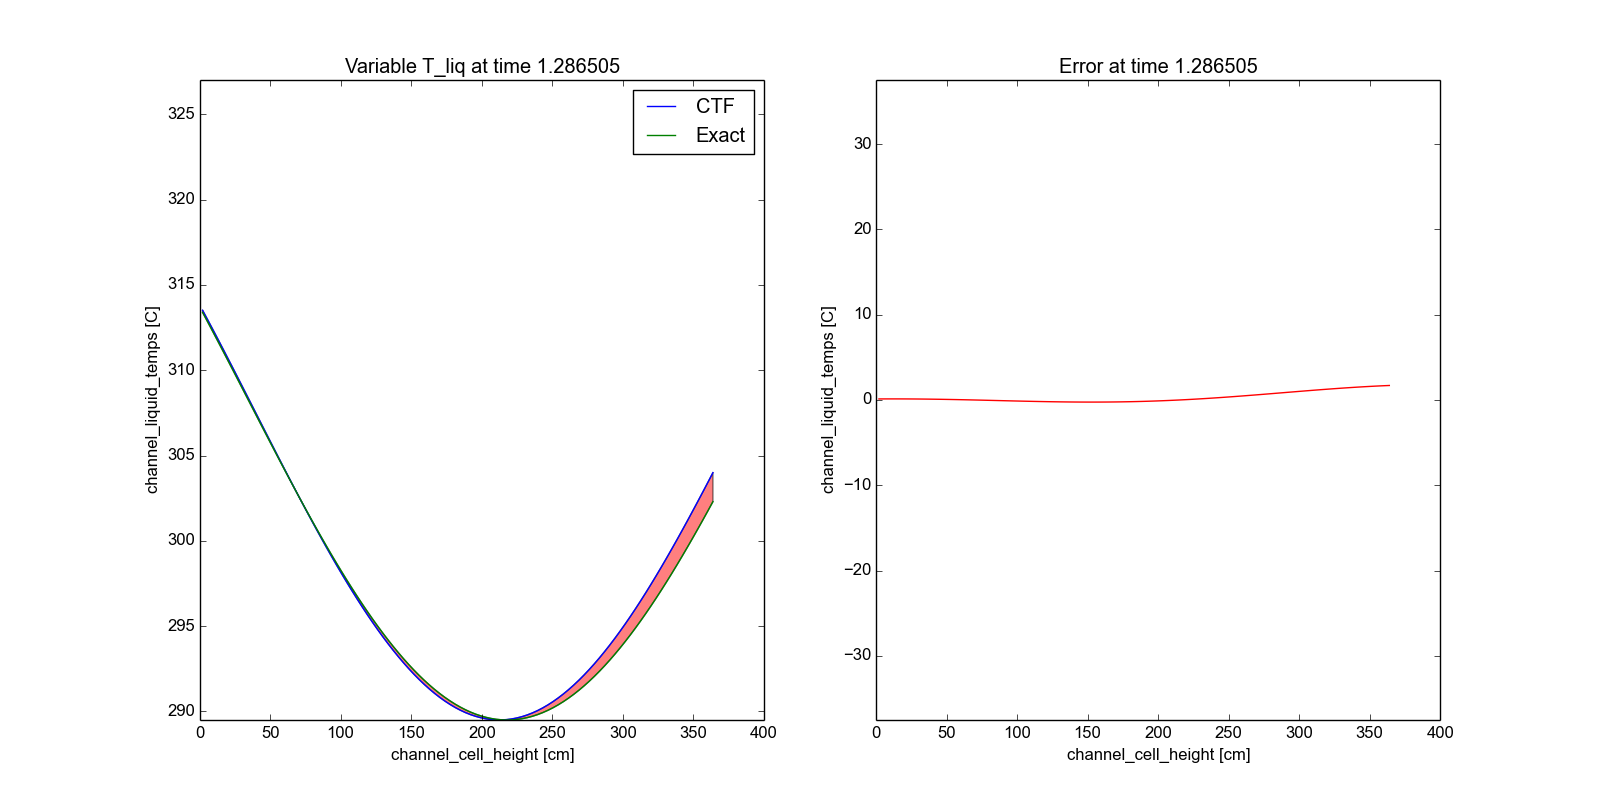 Variable T_liq at time 1.286505
CTF
Exact
325
320
315
310
305
300
295
290
0 50 100 150 200 250 300 350 400
channel_liquid_temps [C]
channel_cell_height [cm]
Error at time 1.286505
30
20
10
0
−10
−20
−30
0 50 100 150 200 250 300 350 400
channel_liquid_temps [C]
channel_cell_height [cm]